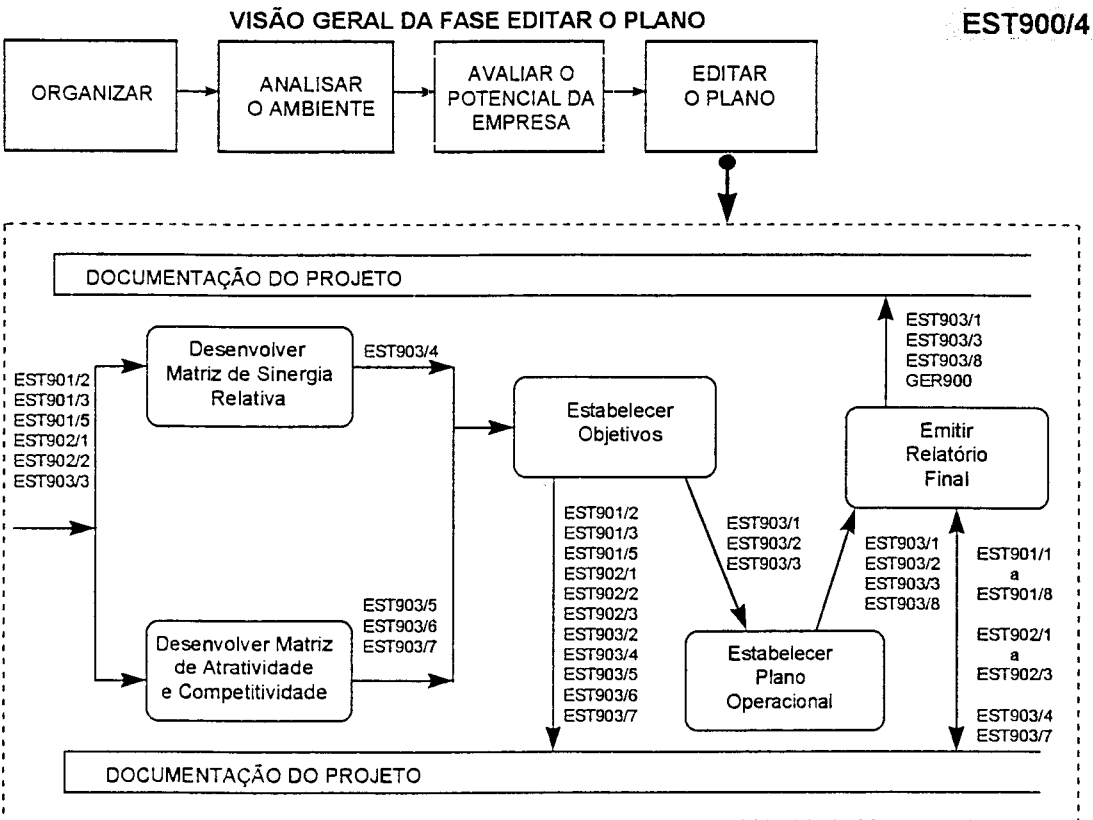 VISÃO GERAL DA FASE EDITAR O PLANO
EST900/4
ORGANIZAR
ANALISAR
O AMBIENTE
AVALIAR O
POTENCIAL DA
EMPRESA
EDITAR
O PLANO
DOCUMENTAÇÃO DO PROJETO
EST901/2
EST901/3
EST901/5
EST902/1
EST902/2
EST903/3
Desenvolver
Matriz de Sinergia
Relativa
EST903/4
Desenvolver Matriz
de Atratividade
e Competitividade
EST903/5
EST903/6
EST903/7
Estabelecer
Objetivos
EST901/2
EST901/3
EST901/5
EST902/1
EST902/2
EST902/3
EST903/2
EST903/4
EST903/5
EST903/6
EST903/7
EST903/1
EST903/2
EST903/3
Estabelecer
Plano
Operacional
EST903/1
EST903/2
EST903/3
EST903/8
Emitir
Relatório
Final
EST903/1
EST903/3
EST903/8
GER900
EST901/1
a
EST901/8
EST902/1
a
EST902/3
EST903/4
EST903/7
DOCUMENTAÇÃO DO PROJETO